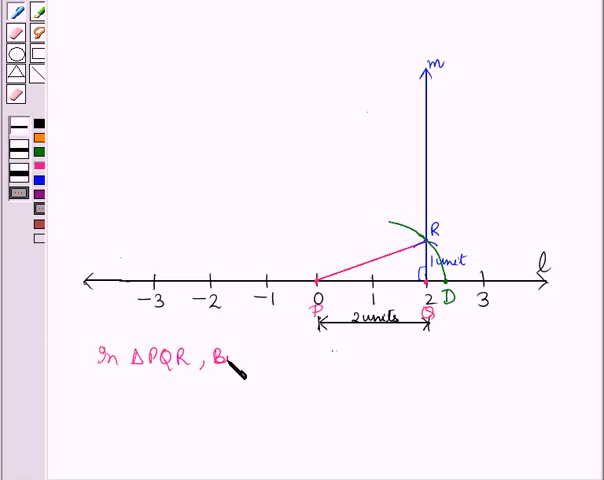 m
R
1 unit
l
-3 -2 -1 0 1 2 3
P Q D
2 units
In ΔPQR, B